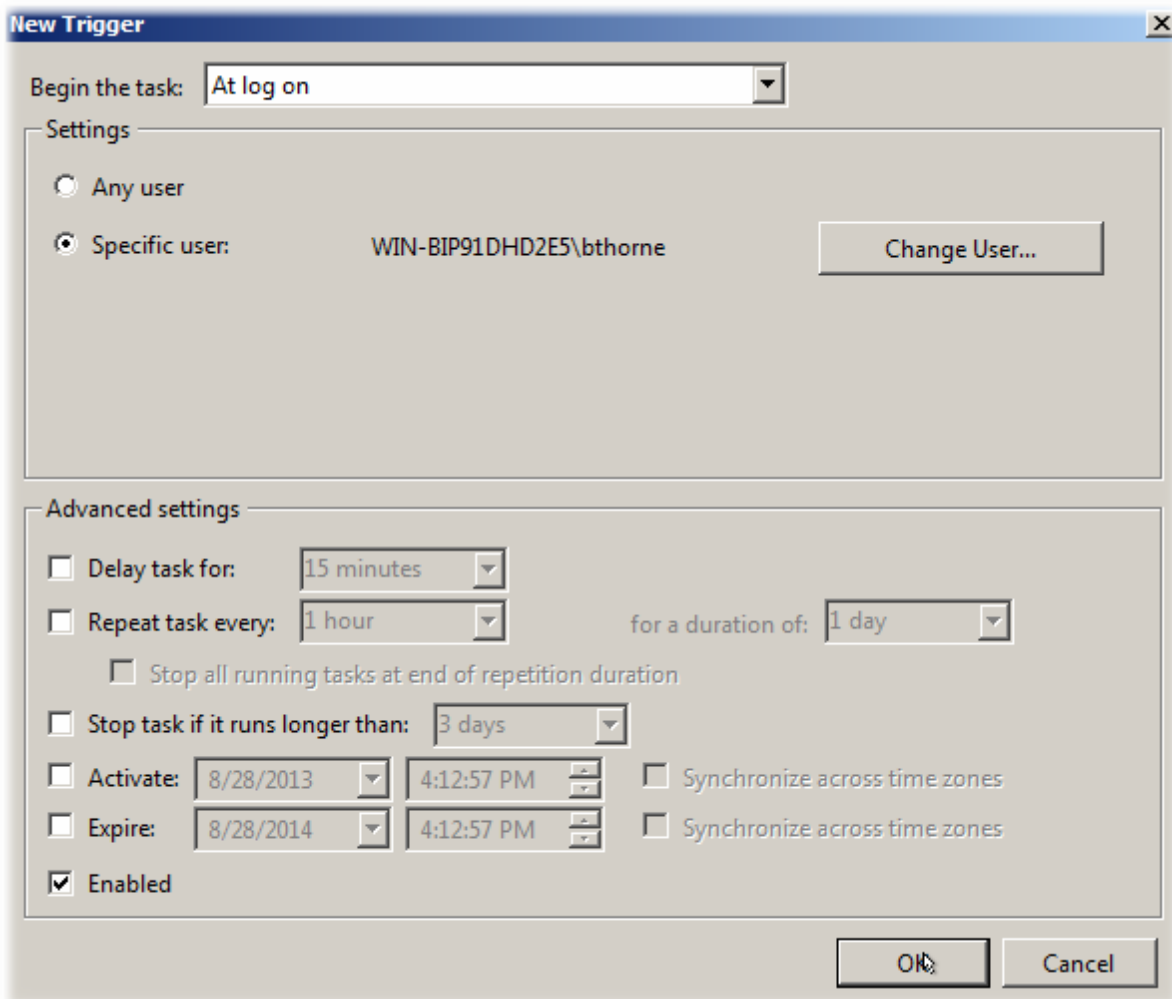 New Trigger
Begin the task: At log on
Settings
Any user
Specific user: WIN-BIP91DHD2E5\bthorne Change User...
Advanced settings
Delay task for: 15 minutes
Repeat task every: 1 hour for a duration of: 1 day
Stop all running tasks at end of repetition duration
Stop task if it runs longer than: 3 days
Activate: 8/28/2013 4:12:57 PM Synchronize across time zones
Expire: 8/28/2014 4:12:57 PM Synchronize across time zones
Enabled
OK Cancel